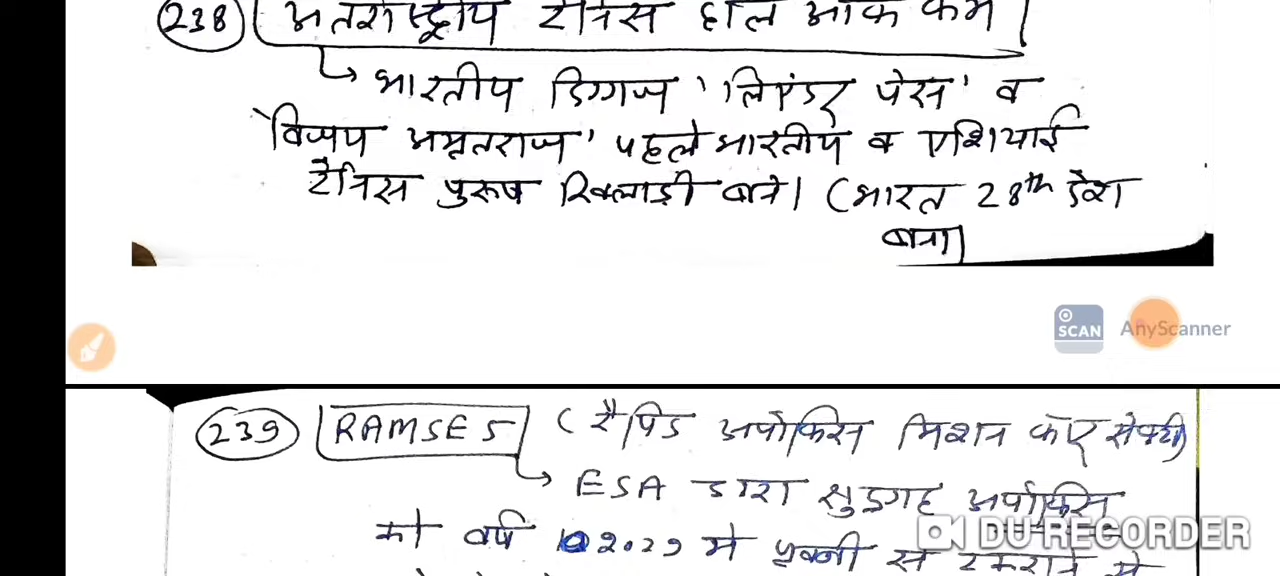 238 अंतर्राष्ट्रीय टेनिस हॉल ऑफ फेम
↳ भारतीय दिग्गज 'लिएंडर पेस' व
'विजय अमृतराज' पहले भारतीय व एशियाई
टेनिस पुरूष खिलाड़ी बने। (भारत 28th देश
बना)
SCAN AnyScanner
239 RAMSES (रैपिड अपोफिस मिशन फॉर सेफ्टी)
↳ ESA द्वारा क्षुद्रग्रह अपोफिस
को वर्ष 2029 मे पृथ्वी से टकराने से
DU RECORDER